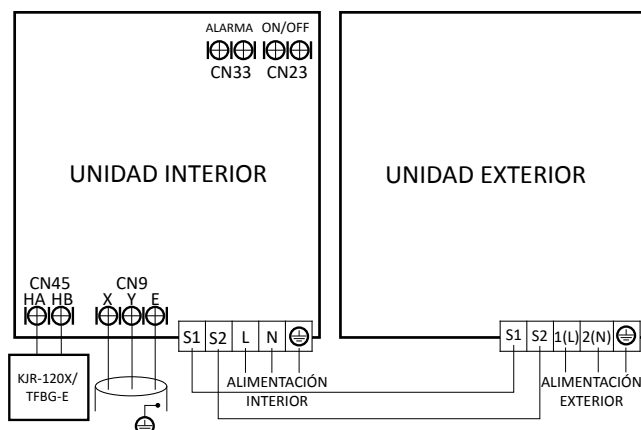 ALARMA ON/OFF
CN33 CN23
UNIDAD INTERIOR
UNIDAD EXTERIOR
CN45 CN9
HA HB X Y E
S1 S2 L N
S1 S2 1(L) 2(N)
KJR-120X/
TFBG-E
ALIMENTACIÓN
INTERIOR
ALIMENTACIÓN
EXTERIOR